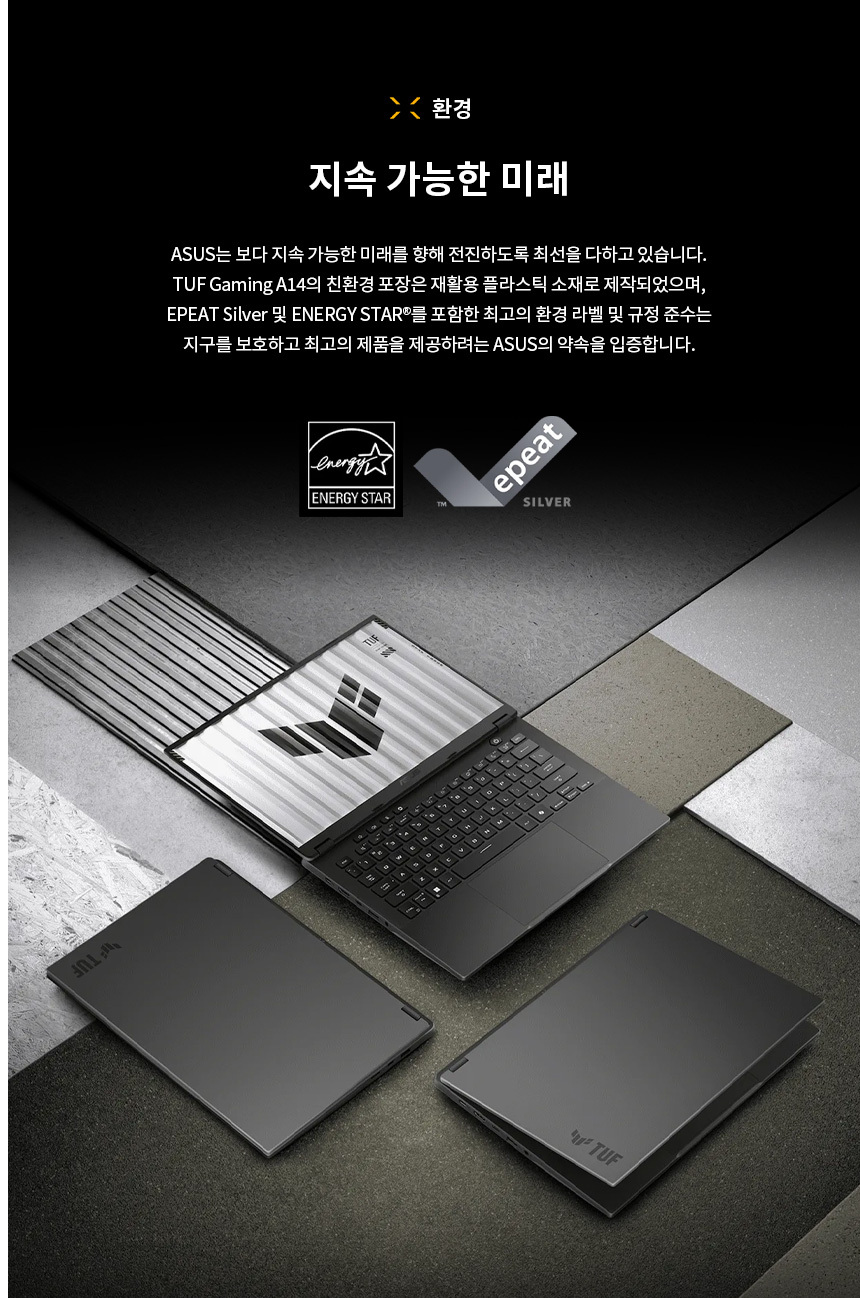 환경
지속 가능한 미래
ASUS는 보다 지속 가능한 미래를 향해 전진하도록 최선을 다하고 있습니다.
TUF Gaming A14의 친환경 포장은 재활용 플라스틱 소재로 제작되었으며,
EPEAT Silver 및 ENERGY STAR®를 포함한 최고의 환경 라벨 및 규정 준수는
지구를 보호하고 최고의 제품을 제공하려는 ASUS의 약속을 입증합니다.
energy
ENERGY STAR
epeat
™ SILVER
TUF
TUF
TUF